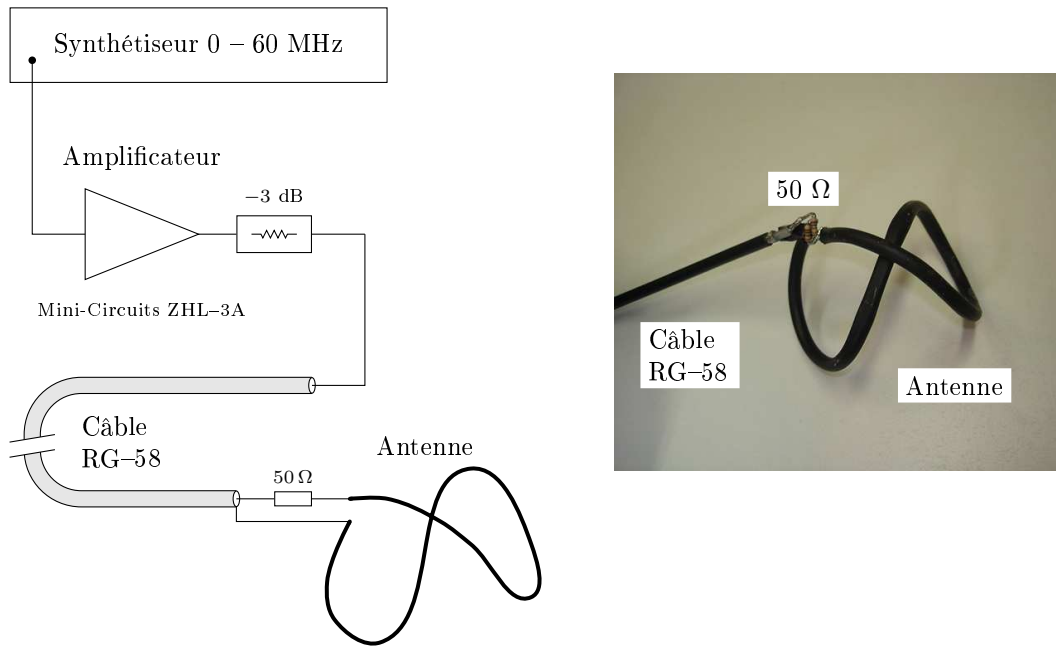 Synthétiseur 0 – 60 MHz
Amplificateur
−3 dB
Mini-Circuits ZHL–3A
Câble
RG–58
Antenne
50 Ω
50 Ω
Câble
RG–58
Antenne